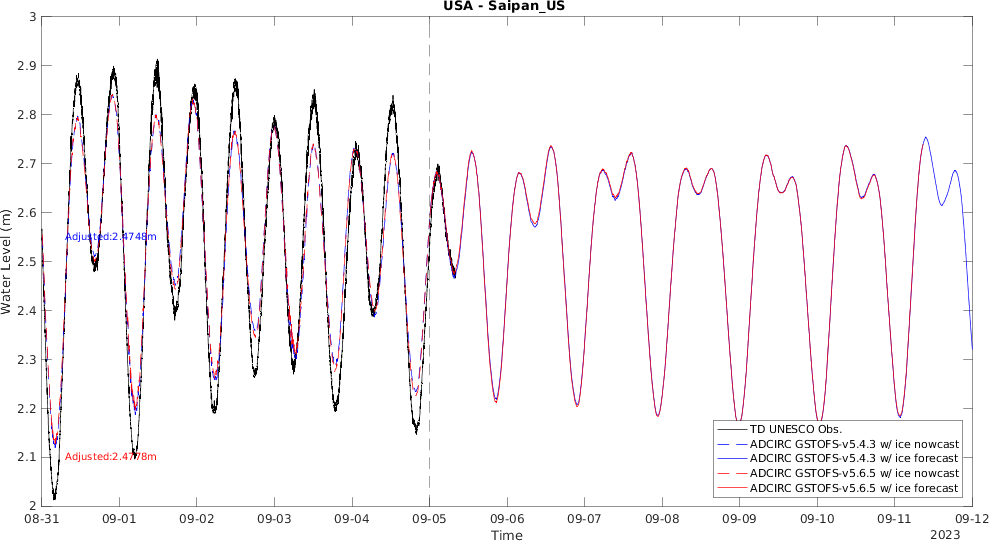 USA - Saipan_US
3
2.9
2.8
2.7
2.6
2.5
2.4
2.3
2.2
2.1
2
Water Level (m)
Adjusted:2.4748m
Adjusted:2.4778m
TD UNESCO Obs.
ADCIRC GSTOFS-v5.4.3 w/ ice nowcast
ADCIRC GSTOFS-v5.4.3 w/ ice forecast
ADCIRC GSTOFS-v5.6.5 w/ ice nowcast
ADCIRC GSTOFS-v5.6.5 w/ ice forecast
08-31 09-01 09-02 09-03 09-04 09-05 09-06 09-07 09-08 09-09 09-10 09-11 09-12
Time
2023